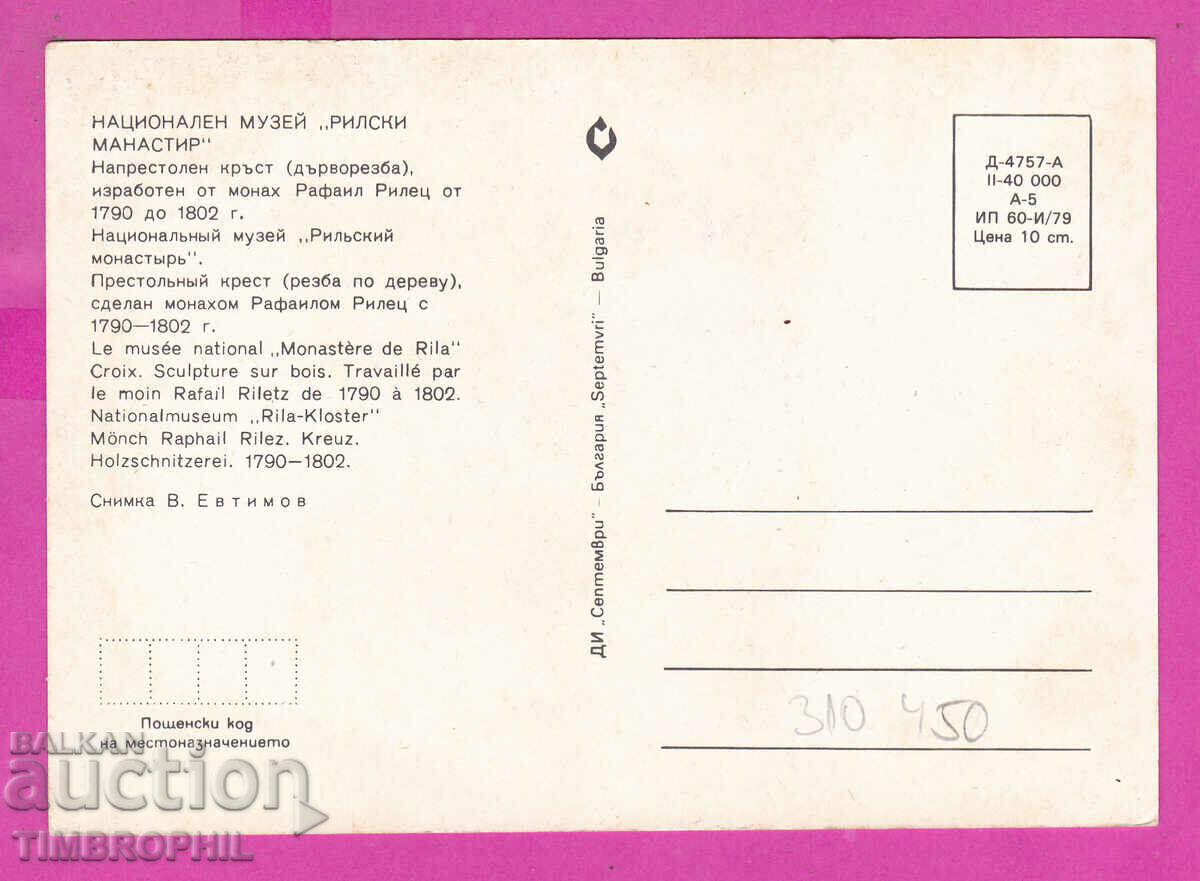 НАЦИОНАЛЕН МУЗЕЙ „РИЛСКИ
МАНАСТИР"
Напрестолен кръст (дърворезба),
изработен от монах Рафаил Рилец от
1790 до 1802 г.
Национальный музей „Рильский
монастырь".
Престольный крест (резба по дереву),
сделан монахом Рафаилом Рилец с
1790—1802 г.
Le musée national „Monastère de Rila"
Croix. Sculpture sur bois. Travaillé par
le moin Rafail Riletz de 1790 à 1802.
Nationalmuseum „Rila-Kloster"
Mönch Raphail Rilez. Kreuz.
Holzschnitzerei. 1790—1802.
Снимка В. Евтимов
Пощенски код
на местоназначението
ДИ „Септември" – България „Septemvri" — Bulgaria
Д-4757-А
II-40 000
А-5
ИП 60-И/79
Цена 10 ст.
310 450
BALKAN
auction
TIMBROPHIL